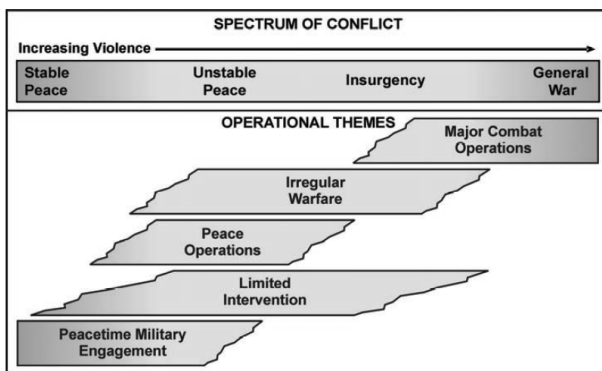 SPECTRUM OF CONFLICT
Increasing Violence
Stable
Peace
Unstable
Peace
Insurgency
General
War
OPERATIONAL THEMES
Major Combat
Operations
Irregular
Warfare
Peace
Operations
Limited
Intervention
Peacetime Military
Engagement